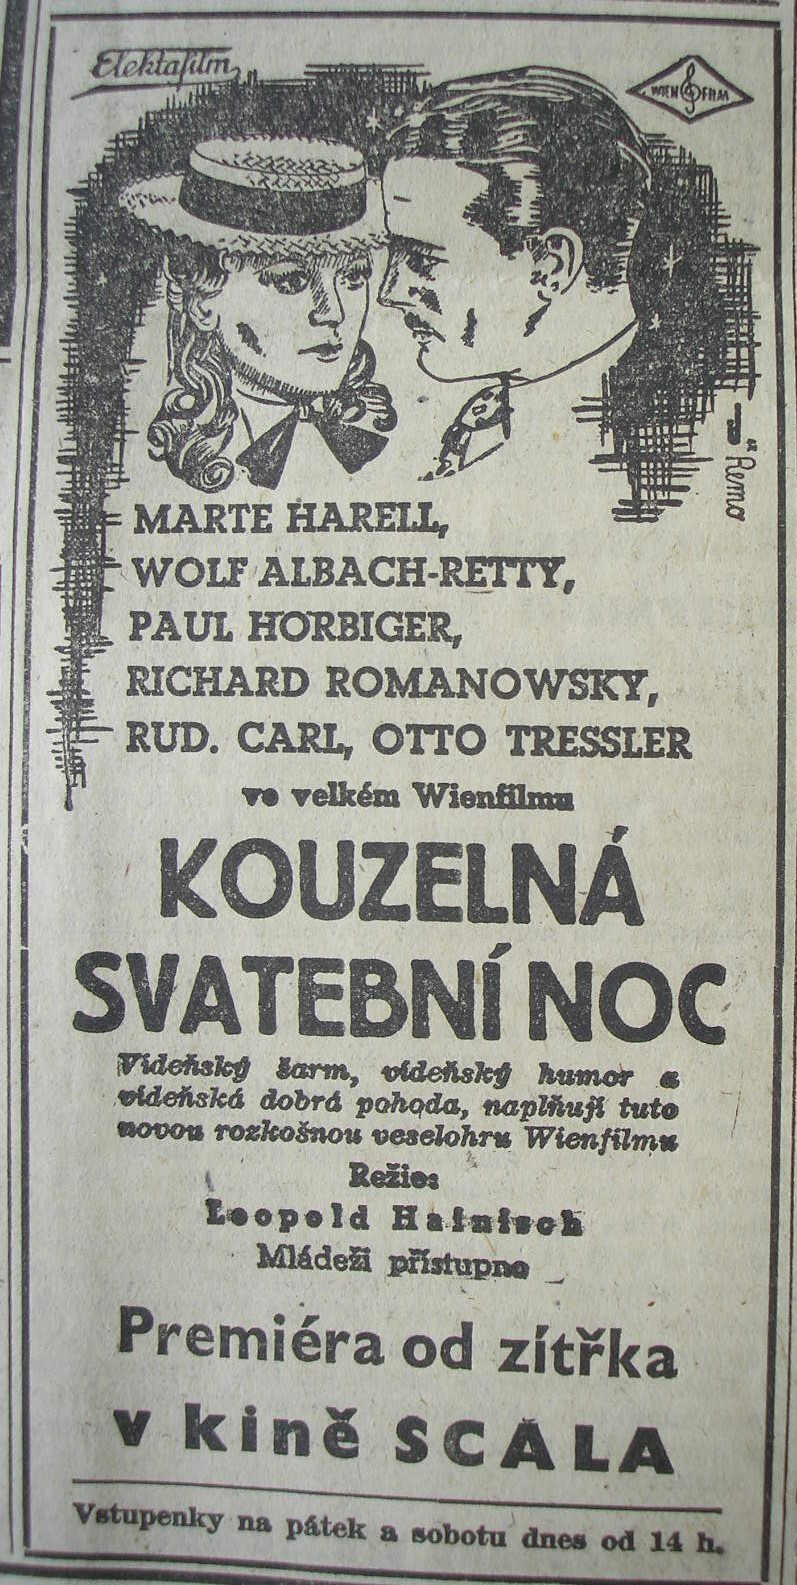 Elektafilm
WIEN FILM
Remo
MARTE HARELL,
WOLF ALBACH-RETTY,
PAUL HORBIGER,
RICHARD ROMANOWSKY,
RUD. CARL, OTTO TRESSLER
ve velkém Wienfilmu
KOUZELNÁ
SVATEBNÍ NOC
Vídeňský šarm, vídeňský humor a
vídeňská dobrá pohoda, naplňují tuto
novou rozkošnou veselohru Wienfilmu
Režie:
Leopold Hainisch
Mládeži přístupno
Premiéra od zítřka
v kině SCALA
Vstupenky na pátek a sobotu dnes od 14 h.